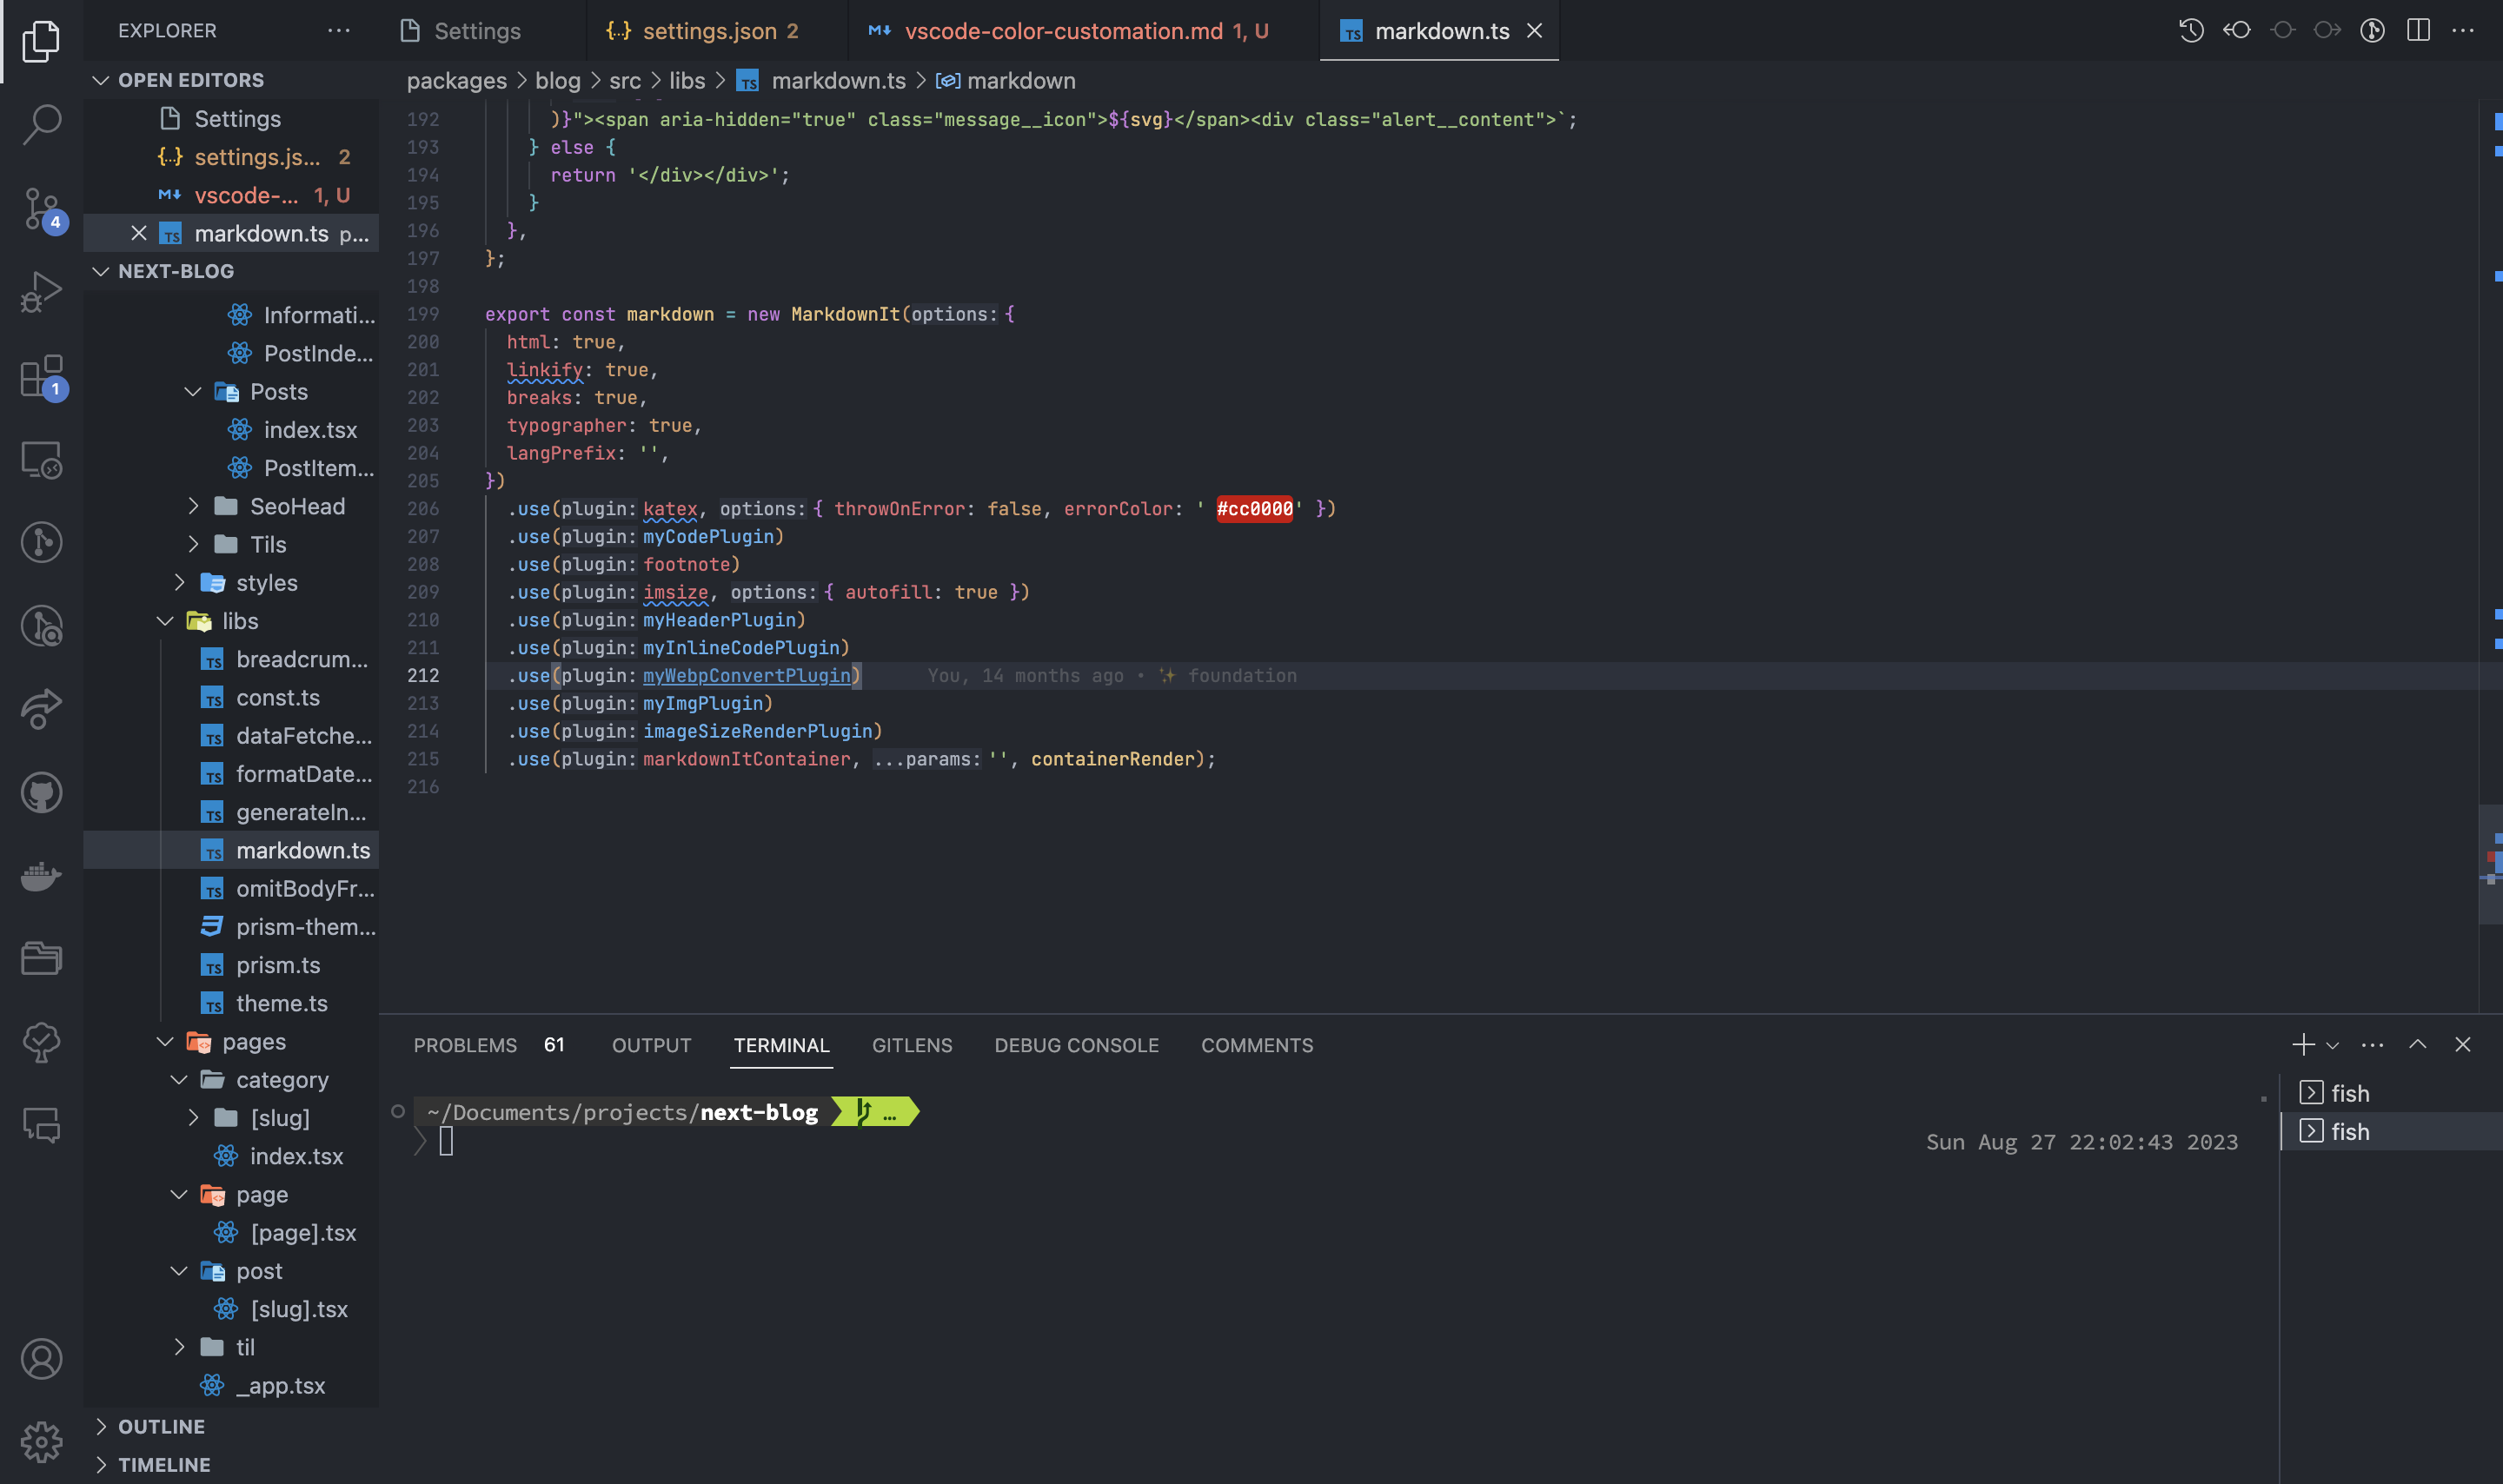 EXPLORER
Settings
settings.json 2
vscode-color-customation.md 1, U
markdown.ts
OPEN EDITORS
Settings
settings.js... 2
vscode-... 1, U
markdown.ts p...
NEXT-BLOG
Informati...
PostInde...
Posts
index.tsx
PostItem...
SeoHead
Tils
styles
libs
breadcrum...
const.ts
dataFetche...
formatDate...
generateIn...
markdown.ts
omitBodyFr...
prism-them...
prism.ts
theme.ts
pages
category
[slug]
index.tsx
page
[page].tsx
post
[slug].tsx
til
_app.tsx
OUTLINE
TIMELINE
4
1
packages > blog > src > libs > markdown.ts > markdown
192 )}"><span aria-hidden="true" class="message__icon">${svg}</span><div class="alert__content">`;
193 } else {
194 return '</div></div>';
195 }
196 },
197 };
198
199 export const markdown = new MarkdownIt(options: {
200 html: true,
201 linkify: true,
202 breaks: true,
203 typographer: true,
204 langPrefix: '',
205 })
206 .use(plugin: katex, options: { throwOnError: false, errorColor: ' #cc0000' })
207 .use(plugin: myCodePlugin)
208 .use(plugin: footnote)
209 .use(plugin: imsize, options: { autofill: true })
210 .use(plugin: myHeaderPlugin)
211 .use(plugin: myInlineCodePlugin)
212 .use(plugin: myWebpConvertPlugin) You, 14 months ago • ✨ foundation
213 .use(plugin: myImgPlugin)
214 .use(plugin: imageSizeRenderPlugin)
215 .use(plugin: markdownItContainer, ...params: '', containerRender);
216
PROBLEMS 61 OUTPUT TERMINAL GITLENS DEBUG CONSOLE COMMENTS
~/Documents/projects/next-blog ...
Sun Aug 27 22:02:43 2023
fish
fish